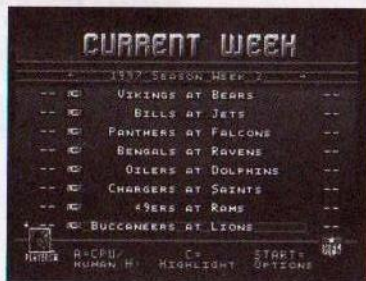 CURRENT WEEK
1997 SEASON WEEK 2
VIKINGS AT BEARS
BILLS AT JETS
PANTHERS AT FALCONS
BENGALS AT RAVENS
OILERS AT DOLPHINS
CHARGERS AT SAINTS
49ERS AT RAMS
BUCCANEERS AT LIONS
A=CPU/ C= START=
HUMAN H HIGHLIGHT OPTIONS